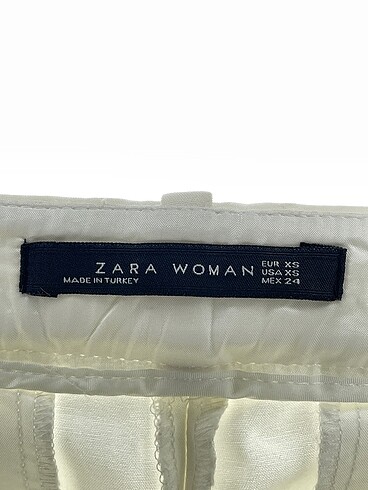 ZARA WOMAN
MADE IN TURKEY
EUR XS
USA XS
MEX 24